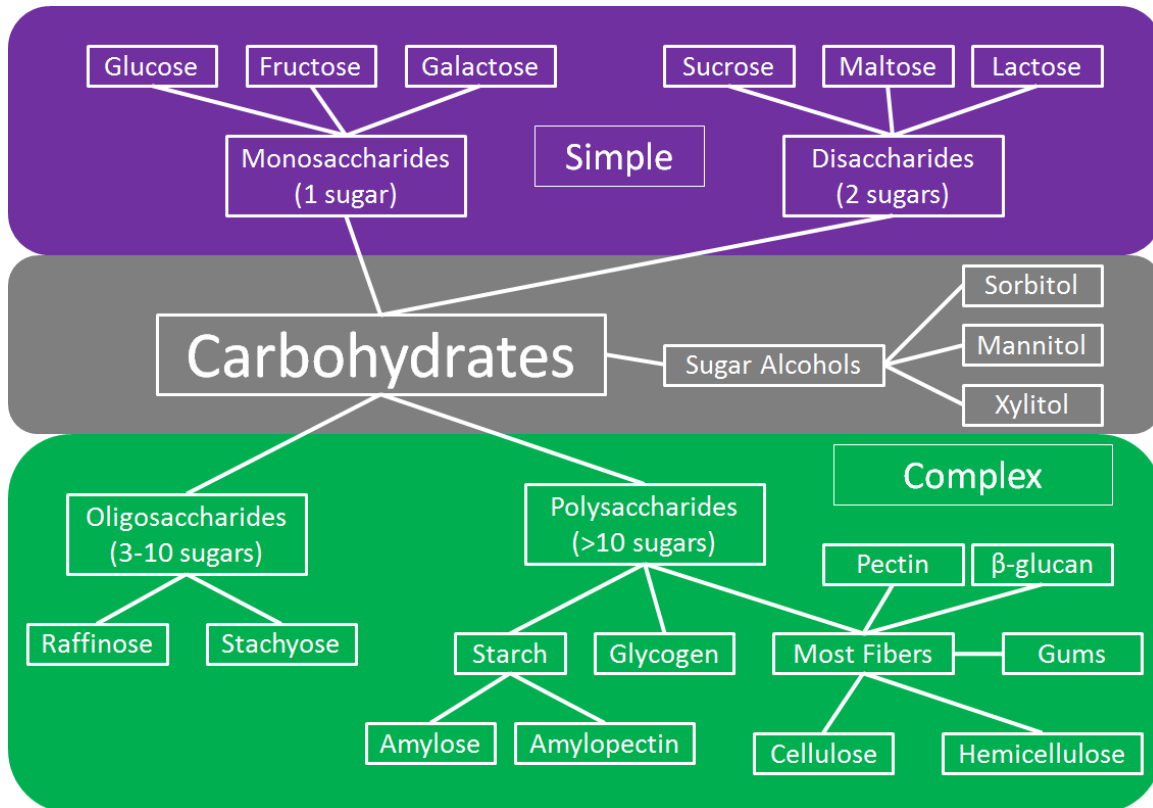 Glucose
Fructose
Galactose
Sucrose
Maltose
Lactose
Monosaccharides
(1 sugar)
Simple
Disaccharides
(2 sugars)
Carbohydrates
Sugar Alcohols
Sorbitol
Mannitol
Xylitol
Complex
Oligosaccharides
(3-10 sugars)
Polysaccharides
(>10 sugars)
Pectin
β-glucan
Raffinose
Stachyose
Starch
Glycogen
Most Fibers
Gums
Amylose
Amylopectin
Cellulose
Hemicellulose